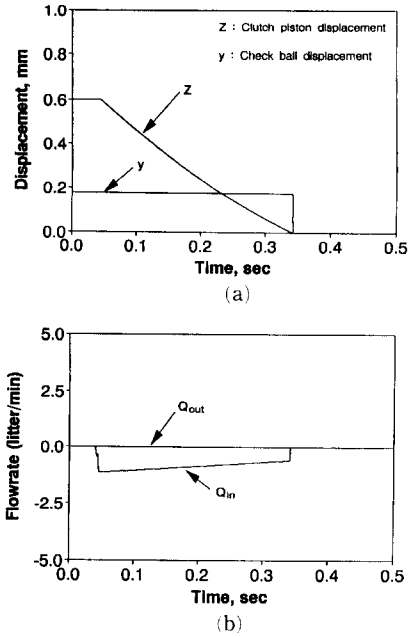 1.0
Z : Clutch piston displacement
y : Check ball displacement
0.8
0.6
Z
0.4
y
0.2
0.0
Displacement, mm
0.0 0.1 0.2 0.3 0.4 0.5
Time, sec
(a)
5.0
2.5
Qout
0.0
Qin
-2.5
-5.0
Flowrate (litter/min)
0.0 0.1 0.2 0.3 0.4 0.5
Time, sec
(b)